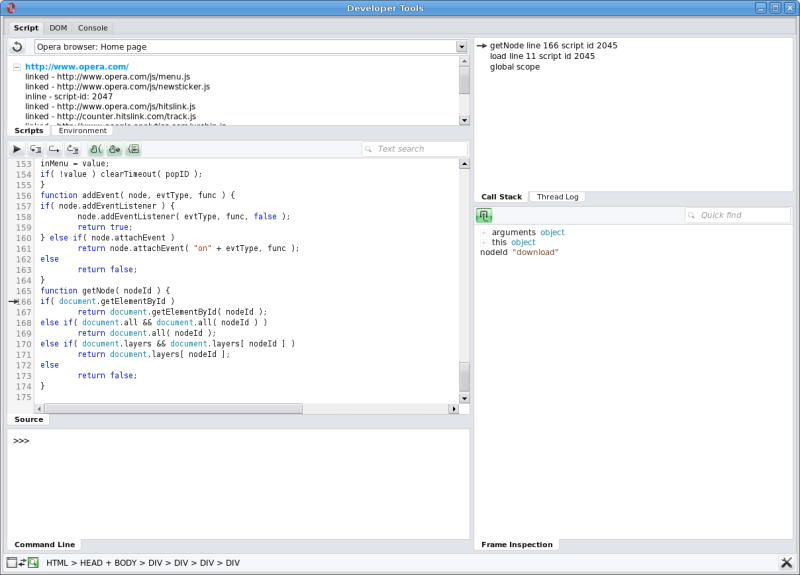 Developer Tools
Script DOM Console
Opera browser: Home page
http://www.opera.com/
linked - http://www.opera.com/js/menu.js
linked - http://www.opera.com/js/newsticker.js
inline - script-id: 2047
linked - http://www.opera.com/js/hitslink.js
linked - http://counter.hitslink.com/track.js
Scripts Environment
Text search
153 inMenu = value;
154 if( !value ) clearTimeout( popID );
155 }
156 function addEvent( node, evtType, func ) {
157 if( node.addEventListener ) {
158 node.addEventListener( evtType, func, false );
159 return true;
160 } else if( node.attachEvent )
161 return node.attachEvent( "on" + evtType, func );
162 else
163 return false;
164 }
165 function getNode( nodeId ) {
166 if( document.getElementById )
167 return document.getElementById( nodeId );
168 else if( document.all && document.all( nodeId ) )
169 return document.all( nodeId );
170 else if( document.layers && document.layers[ nodeId ] )
171 return document.layers[ nodeId ];
172 else
173 return false;
174 }
175
Source
>>>
Command Line
getNode line 166 script id 2045
load line 11 script id 2045
global scope
Call Stack Thread Log
Quick find
arguments object
this object
nodeId "download"
Frame Inspection
HTML > HEAD + BODY > DIV > DIV > DIV > DIV